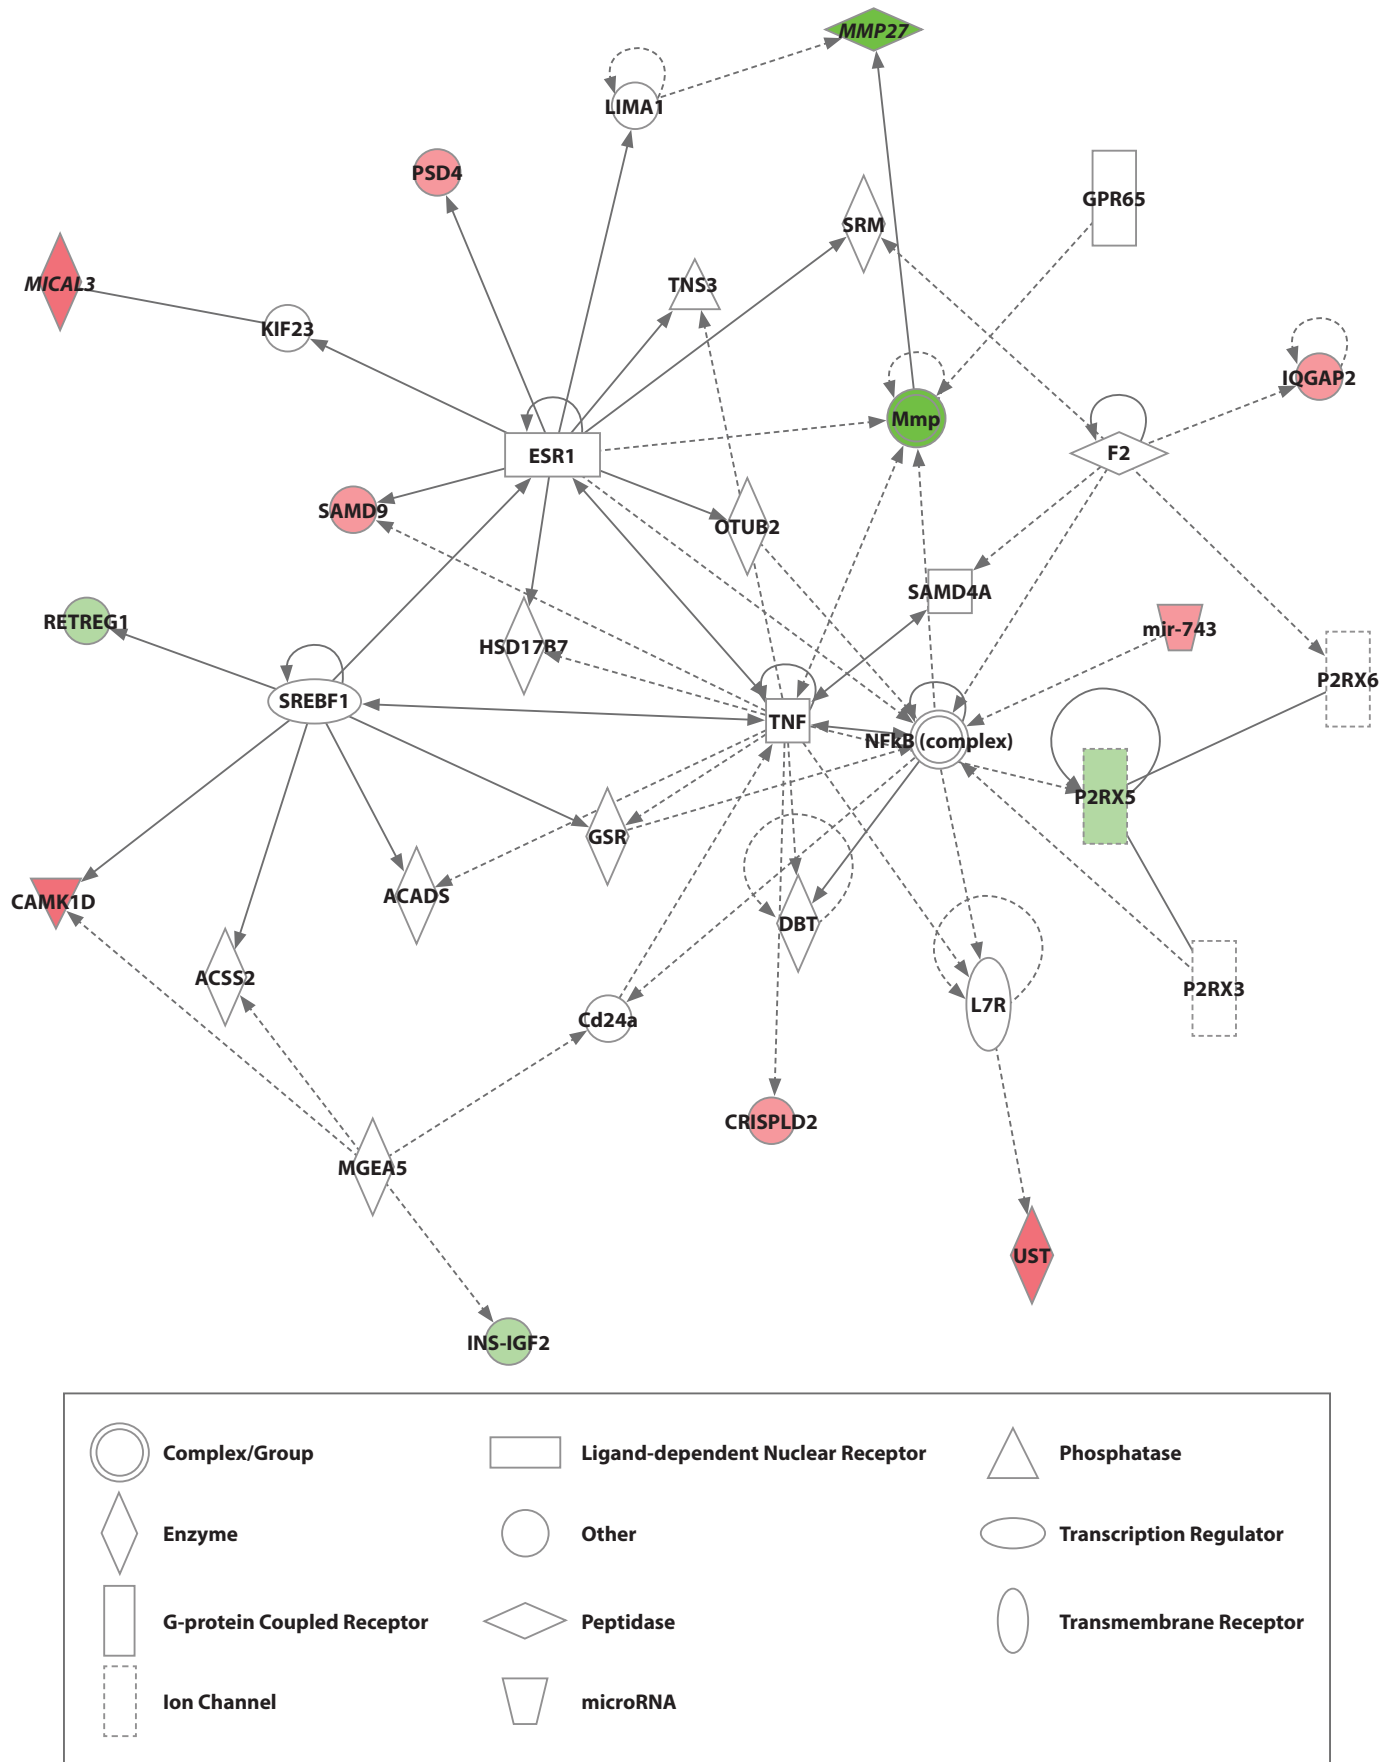 MMP27
LIMA1
PSD4
GPR65
SRM
MICAL3
TNS3
KIF23
IQGAP2
Mmp
ESR1
F2
SAMD9
OTUB2
SAMD4A
RETREG1
mir-743
HSD17B7
P2RX6
SREBF1
TNF
NFkB (complex)
P2RX5
GSR
CAMK1D
ACADS
DBT
ACSS2
P2RX3
L7R
Cd24a
CRISPLD2
MGEA5
UST
INS-IGF2
Complex/Group
Ligand-dependent Nuclear Receptor
Phosphatase
Enzyme
Other
Transcription Regulator
G-protein Coupled Receptor
Peptidase
Transmembrane Receptor
Ion Channel
microRNA